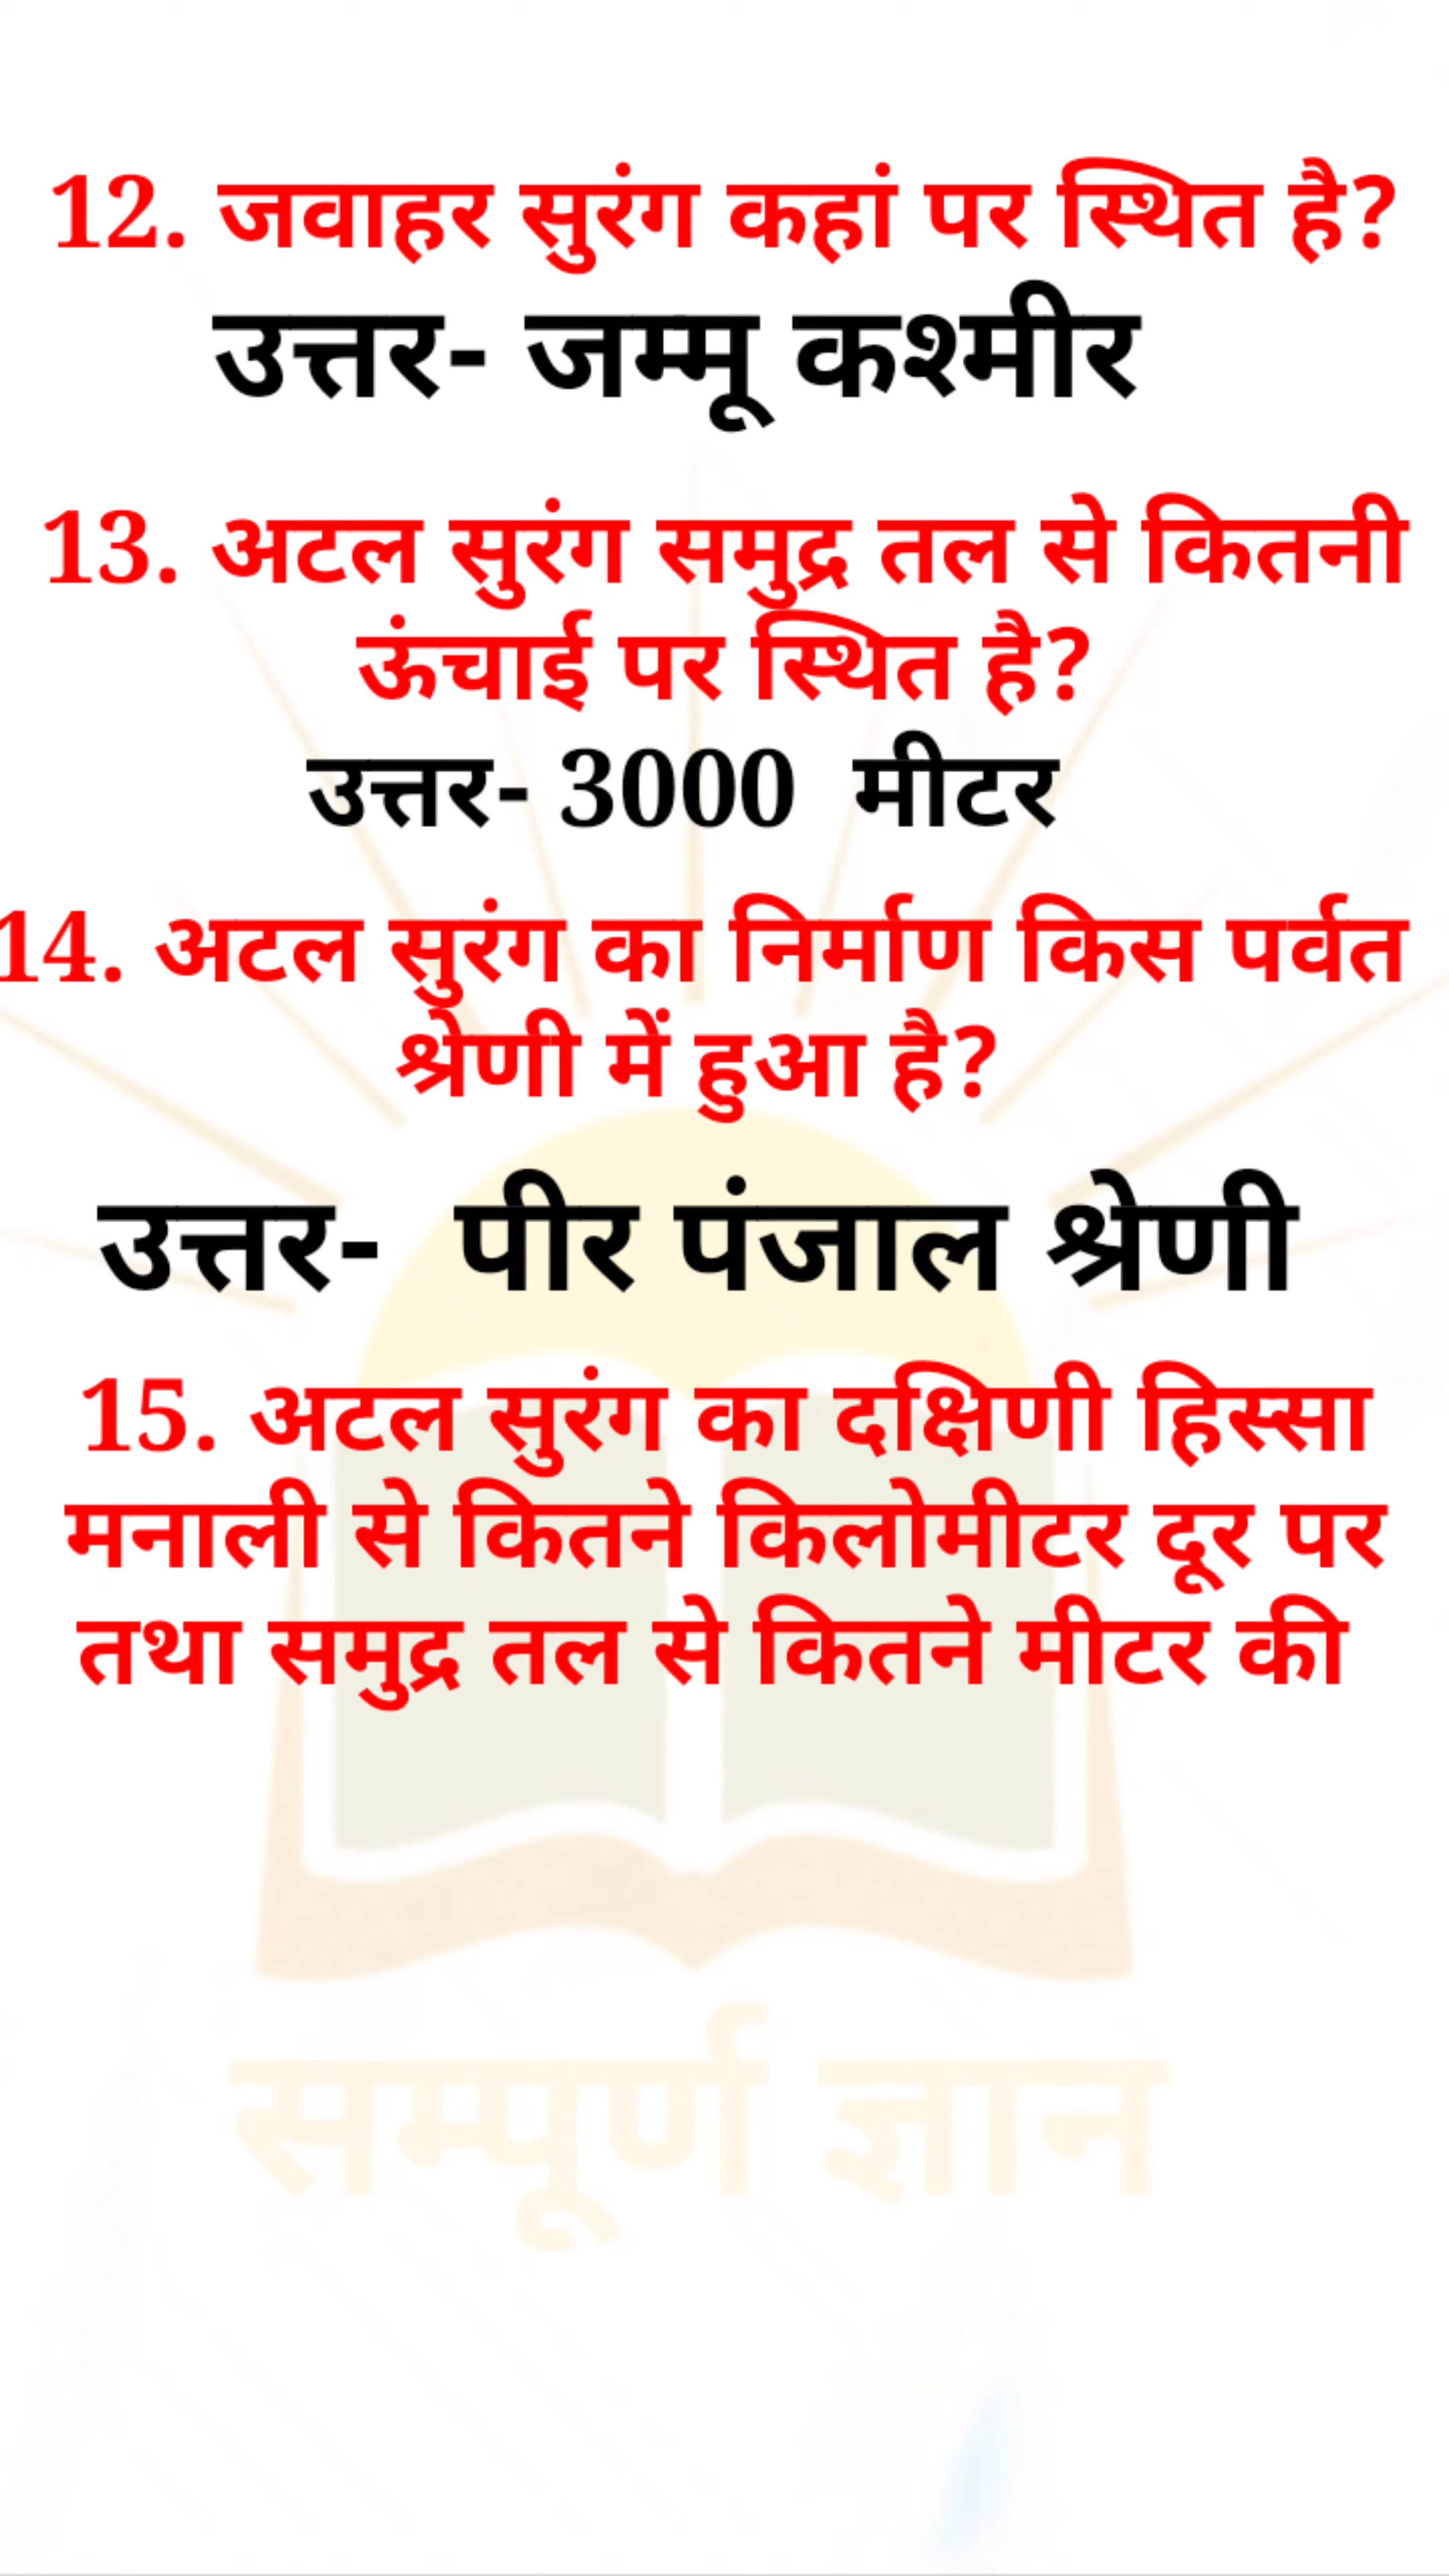 12. जवाहर सुरंग कहां पर स्थित है?
उत्तर- जम्मू कश्मीर
13. अटल सुरंग समुद्र तल से कितनी
ऊंचाई पर स्थित है?
उत्तर- 3000 मीटर
14. अटल सुरंग का निर्माण किस पर्वत
श्रेणी में हुआ है?
उत्तर- पीर पंजाल श्रेणी
15. अटल सुरंग का दक्षिणी हिस्सा
मनाली से कितने किलोमीटर दूर पर
तथा समुद्र तल से कितने मीटर की
सम्पूर्ण ज्ञान